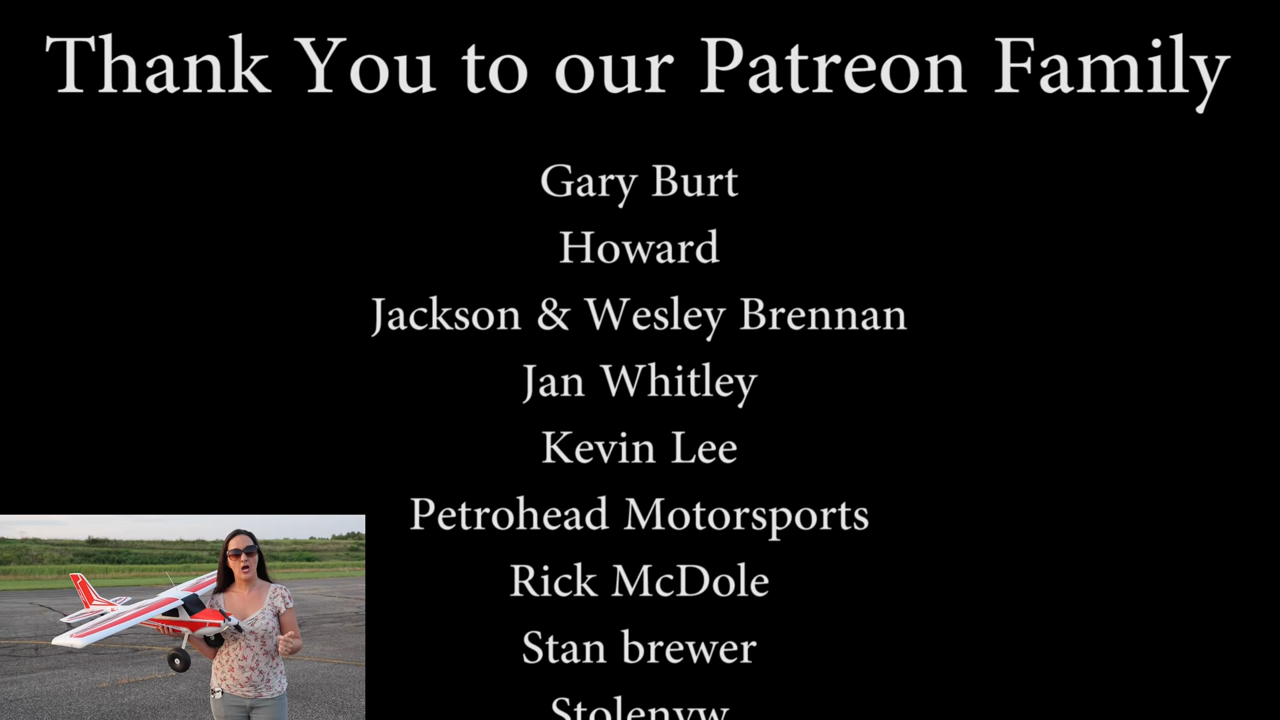 Thank You to our Patreon Family
Gary Burt
Howard
Jackson & Wesley Brennan
Jan Whitley
Kevin Lee
Petrohead Motorsports
Rick McDole
Stan brewer
Stolenvw